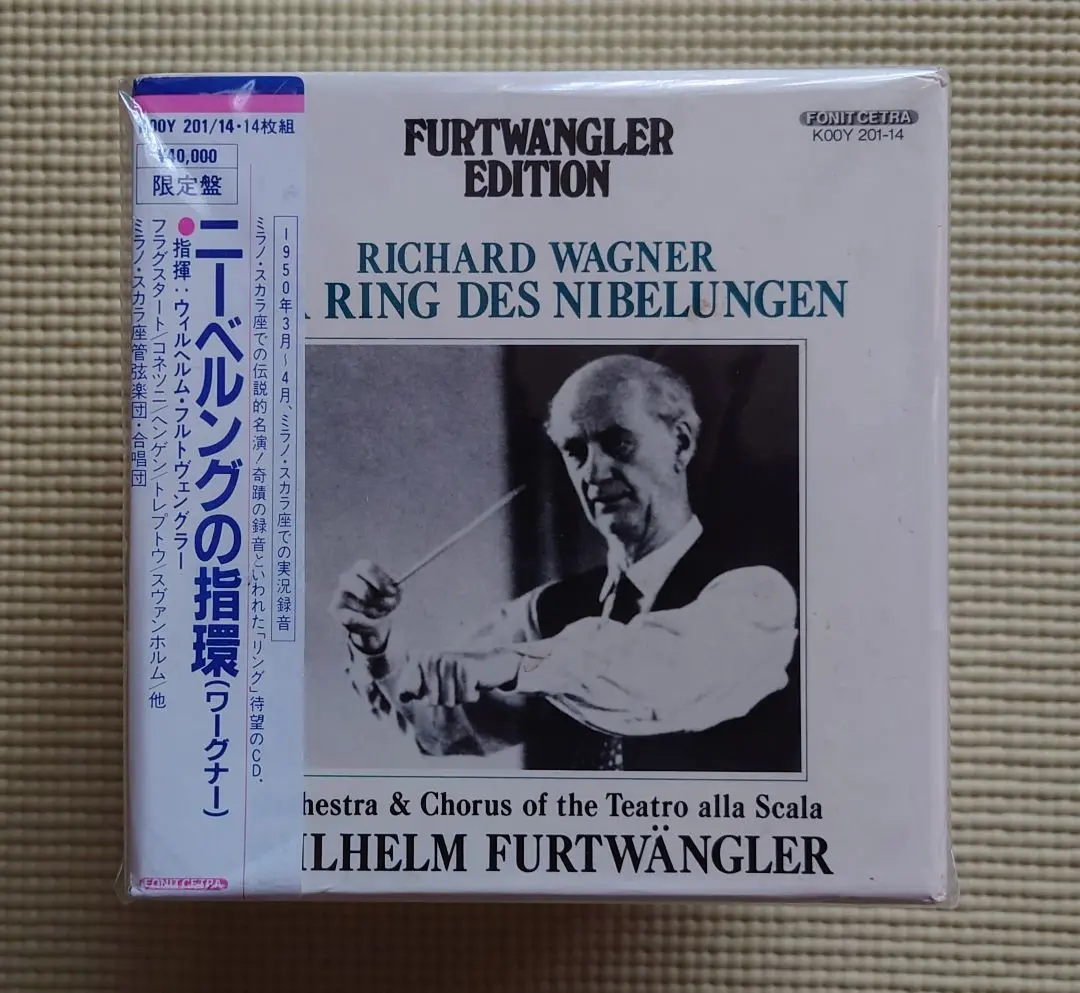 K00Y 201/14・14枚組
¥40,000
限定盤
1950年3月～4月、ミラノ・スカラ座での実況録音
ミラノ・スカラ座での伝説的名演！奇蹟の録音といわれた「リング」待望のCD.
ニーベルングの指環(ワーグナー)
●指揮：ウィルヘルム・フルトヴェングラー
フラグスタート/コネツニ/ヘンゲン/トレプトウ/スヴァンホルム/他
ミラノ・スカラ座管弦楽団・合唱団
FONIT CETRA
FURTWÄNGLER
EDITION
FONIT CETRA
K00Y 201-14
RICHARD WAGNER
RING DES NIBELUNGEN
hestra & Chorus of the Teatro alla Scala
ILHELM FURTWÄNGLER